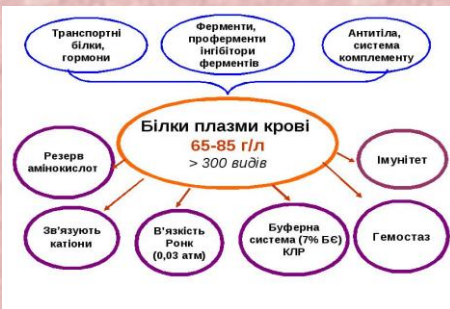 Транспортні
білки,
гормони
Ферменти,
проферменти
інгібітори
ферментів
Антитіла,
система
комплементу
Білки плазми крові
65-85 г/л
> 300 видів
Резерв
амінокислот
Імунітет
Зв'язують
катіони
В'язкість
Ронк
(0,03 атм)
Буферна
система (7% БЄ)
КЛР
Гемостаз